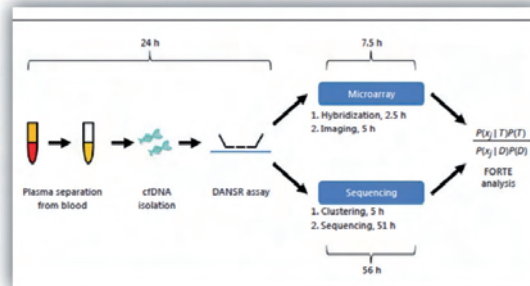 24 h
7.5 h
Microarray
1. Hybridization, 2.5 h
2. Imaging, 5 h
Plasma separation
from blood
cfDNA
isolation
DANSR assay
P(xj | T)P(T)
P(xj | D)P(D)
FORTE
analysis
Sequencing
1. Clustering, 5 h
2. Sequencing, 51 h
56 h